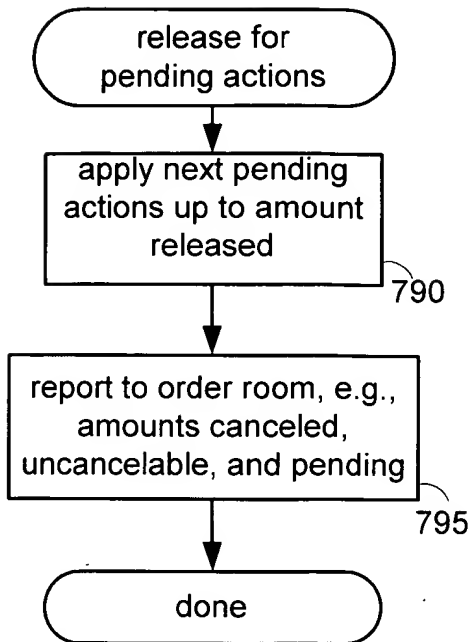 release for
pending actions
apply next pending
actions up to amount
released
790
report to order room, e.g.,
amounts canceled,
uncancelable, and pending
795
done